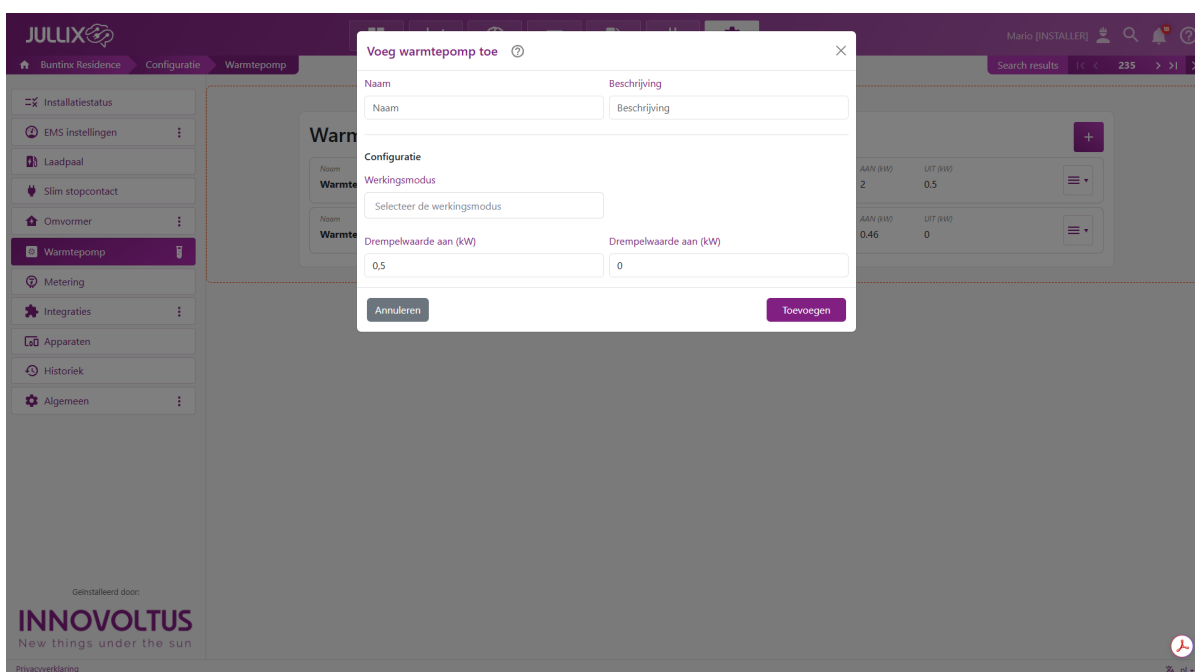 JULLIX
Mario [INSTALLER]
Buntinx Residence
Configuratie
Warmtepomp
Search results
235
Installatiestatus
EMS instellingen
Laadpaal
Slim stopcontact
Omvormer
Warmtepomp
Metering
Integraties
Apparaten
Historiek
Algemeen
Geïnstalleerd door:
INNOVOLTUS
New things under the sun
Privacyverklaring
nl
Voeg warmtepomp toe
Naam
Beschrijving
Naam
Beschrijving
Configuratie
Werkingsmodus
Selecteer de werkingsmodus
Drempelwaarde aan (kW)
Drempelwaarde aan (kW)
0,5
0
Annuleren
Toevoegen
Naam
AAN (kW)
UIT (kW)
2
0.5
Naam
AAN (kW)
UIT (kW)
0.46
0